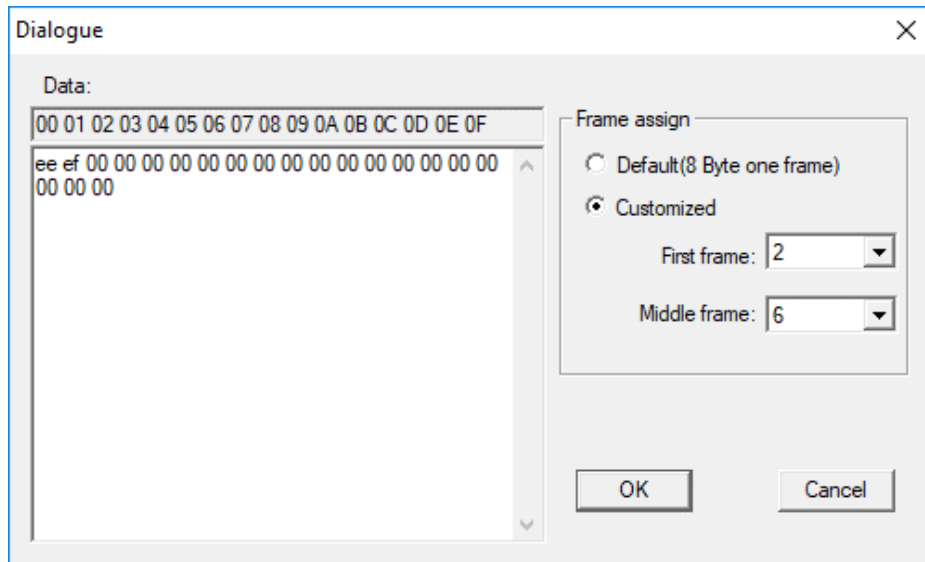 Dialogue
Data:
00 01 02 03 04 05 06 07 08 09 0A 0B 0C 0D 0E 0F
ee ef 00 00 00 00 00 00 00 00 00 00 00 00 00 00
00 00 00
Frame assign
Default(8 Byte one frame)
Customized
First frame: 2
Middle frame: 6
OK
Cancel